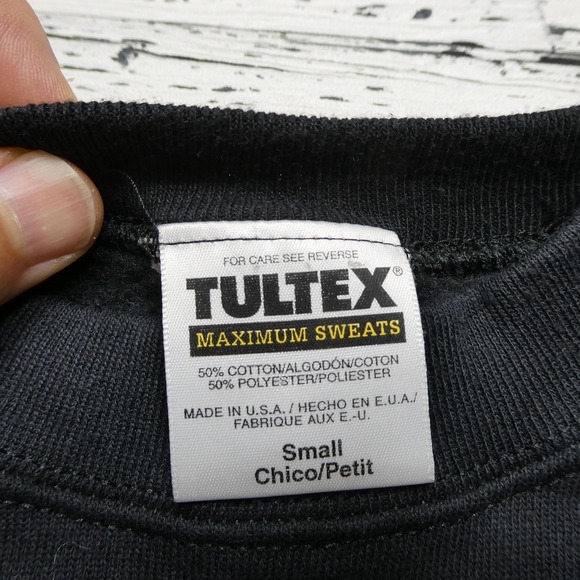 FOR CARE SEE REVERSE
TULTEX®
MAXIMUM SWEATS
50% COTTON/ALGODÓN/COTON
50% POLYESTER/POLIESTER
MADE IN U.S.A./ HECHO EN E.U.A./
FABRIQUE AUX E.-U.
Small
Chico/Petit